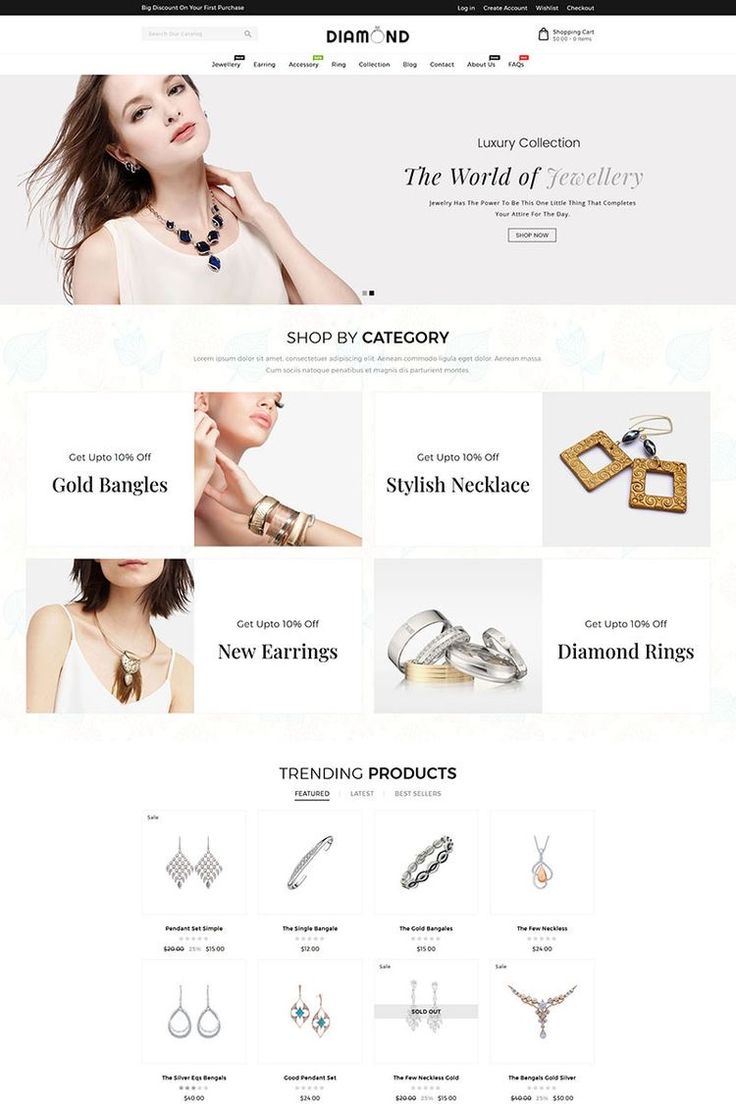 Big Discount On Your First Purchase
Log in Create Account Wishlist Checkout
Search Our Catalog
DIAMOND
Shopping Cart
$0.00 - 0 Items
Jewellery Earring Accessory Ring Collection Blog Contact About Us FAQs
Luxury Collection
The World of Jewellery
Jewelry Has The Power To Be This One Little Thing That Completes
Your Attire For The Day.
SHOP NOW
SHOP BY CATEGORY
Lorem ipsum dolor sit amet, consectetuer adipiscing elit. Aenean commodo ligula eget dolor. Aenean massa.
Cum sociis natoque penatibus et magnis dis parturient montes.
Get Upto 10% Off
Gold Bangles
Get Upto 10% Off
Stylish Necklace
Get Upto 10% Off
New Earrings
Get Upto 10% Off
Diamond Rings
TRENDING PRODUCTS
FEATURED LATEST BEST SELLERS
Sale
Pendant Set Simple
$20.00 25% $15.00
The Single Bangale
$12.00
The Gold Bangales
$15.00
The Few Neckless
$24.00
The Silver Eqs Bengals
$40.00
Good Pendant Set
$24.00
Sale
SOLD OUT
The Few Neckless Gold
$20.00 25% $15.00
Sale
The Bengals Gold Silver
$40.00 25% $30.00